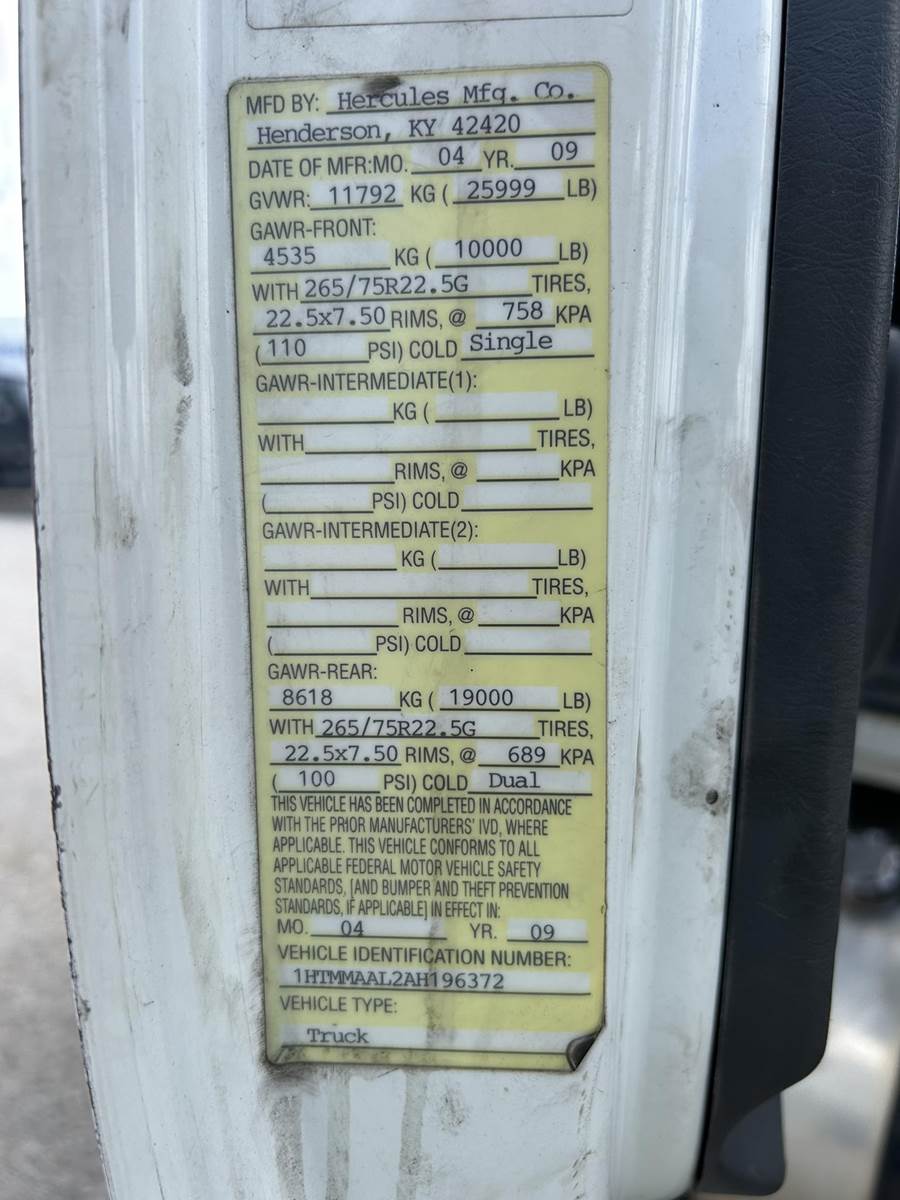 MFD BY: Hercules Mfg. Co.
Henderson, KY 42420
DATE OF MFR:MO. 04 YR. 09
GVWR: 11792 KG ( 25999 LB)
GAWR-FRONT:
4535 KG ( 10000 LB)
WITH 265/75R22.5G TIRES,
22.5x7.50 RIMS, @ 758 KPA
(110 PSI) COLD Single
GAWR-INTERMEDIATE(1):
KG ( LB)
WITH TIRES,
RIMS, @ KPA
( PSI) COLD
GAWR-INTERMEDIATE(2):
KG ( LB)
WITH TIRES,
RIMS, @ KPA
( PSI) COLD
GAWR-REAR:
8618 KG ( 19000 LB)
WITH 265/75R22.5G TIRES,
22.5x7.50 RIMS, @ 689 KPA
( 100 PSI) COLD Dual
THIS VEHICLE HAS BEEN COMPLETED IN ACCORDANCE
WITH THE PRIOR MANUFACTURERS' IVD, WHERE
APPLICABLE. THIS VEHICLE CONFORMS TO ALL
APPLICABLE FEDERAL MOTOR VEHICLE SAFETY
STANDARDS, [AND BUMPER AND THEFT PREVENTION
STANDARDS, IF APPLICABLE] IN EFFECT IN:
MO. 04 YR. 09
VEHICLE IDENTIFICATION NUMBER:
1HTMMAAL2AH196372
VEHICLE TYPE:
Truck